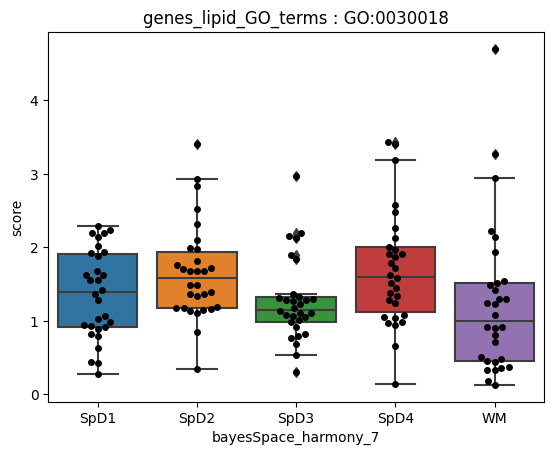 genes_lipid_GO_terms : GO:0030018
score
4
3
2
1
0
SpD1 SpD2 SpD3 SpD4 WM
bayesSpace_harmony_7